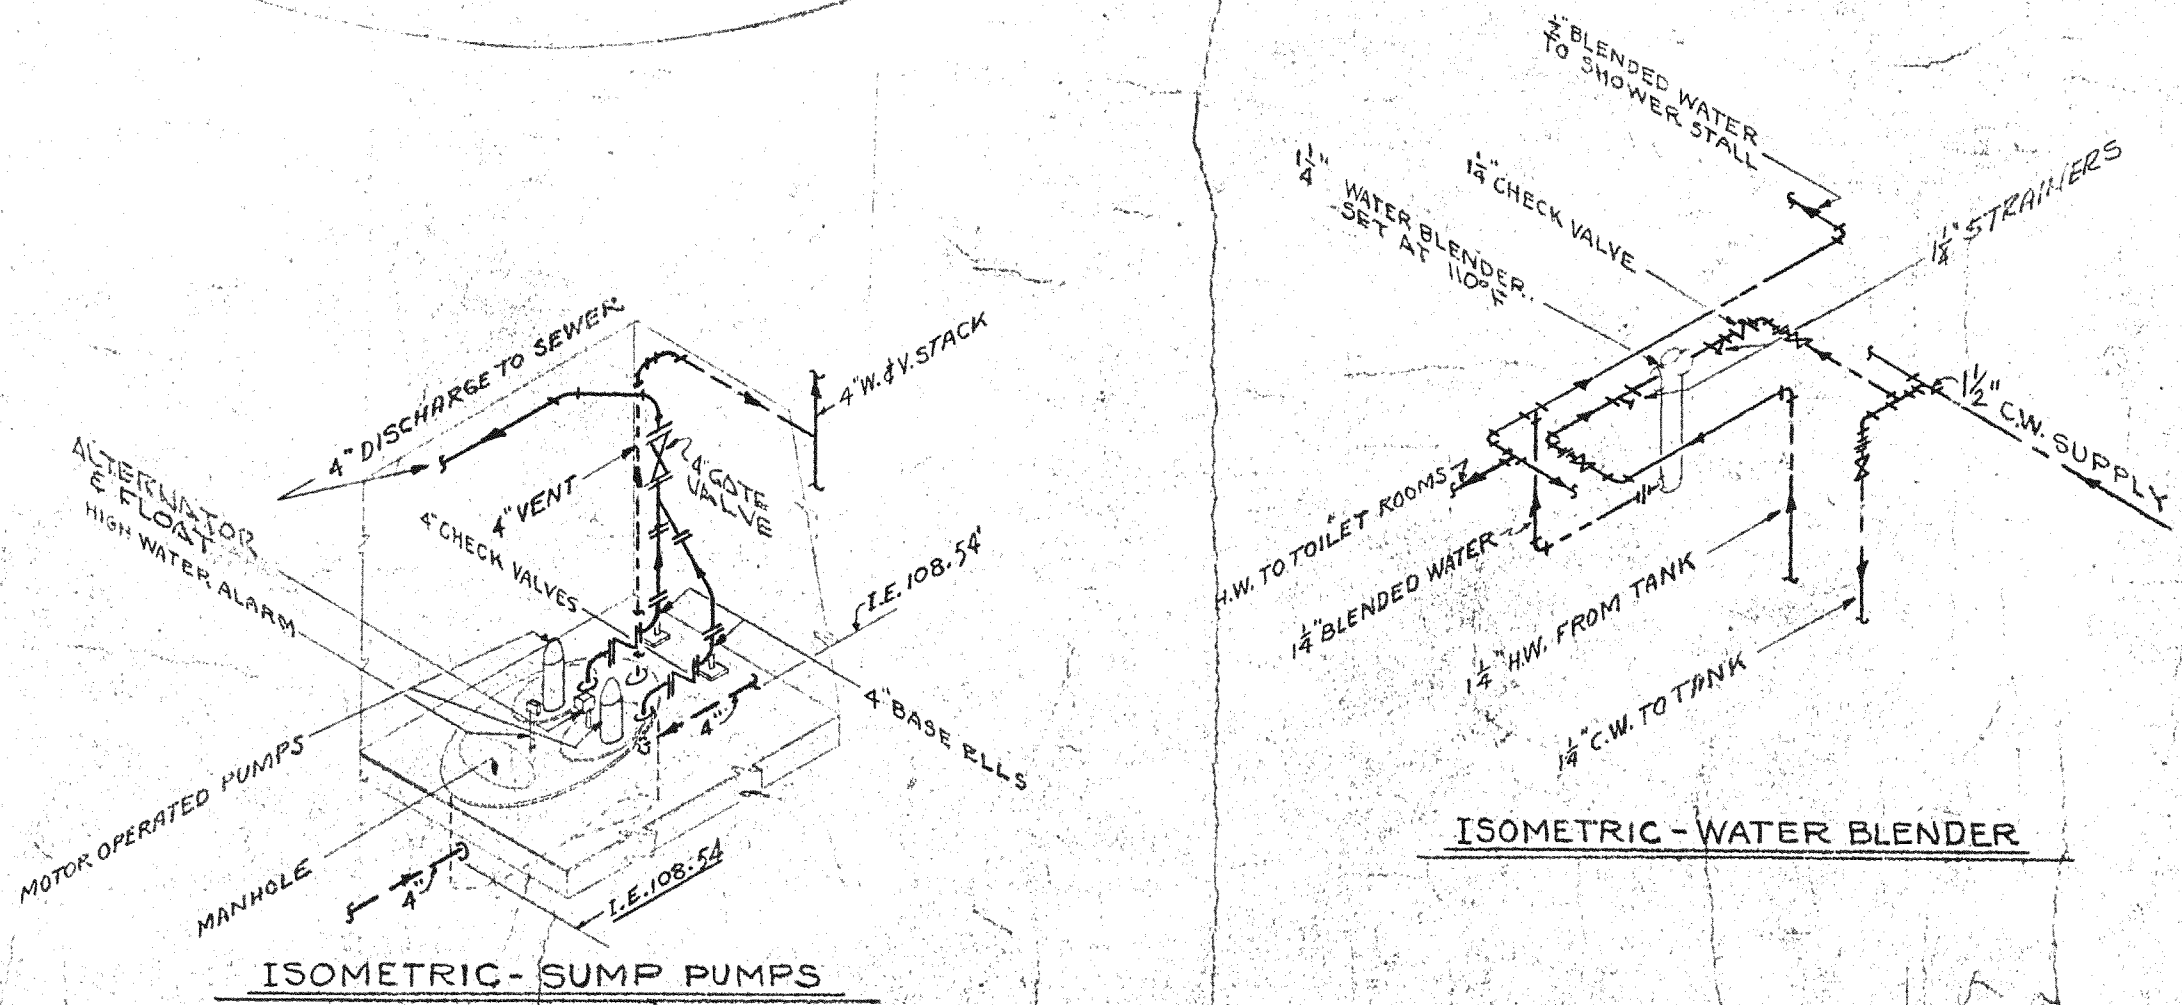 4" DISCHARGE TO SEWER
4" W. & V. STACK
ALTERNATOR
& FLOAT
HIGH WATER ALARM
4" VENT
4" GATE
VALVE
4" CHECK VALVES
I.E. 108.54'
4" BASE ELLS
4"
MOTOR OPERATED PUMPS
MANHOLE
4"
I.E. 108.54
ISOMETRIC - SUMP PUMPS
1/2" BLENDED WATER
TO SHOWER STALL
1 1/4"
WATER BLENDER
SET AT 110°F
1 1/4" CHECK VALVE
1 1/4" STRAINERS
1 1/2" C.W. SUPPLY
H.W. TO TOILET ROOMS
1 1/4" BLENDED WATER
1 1/4" H.W. FROM TANK
1 1/4" C.W. TO TANK
ISOMETRIC - WATER BLENDER